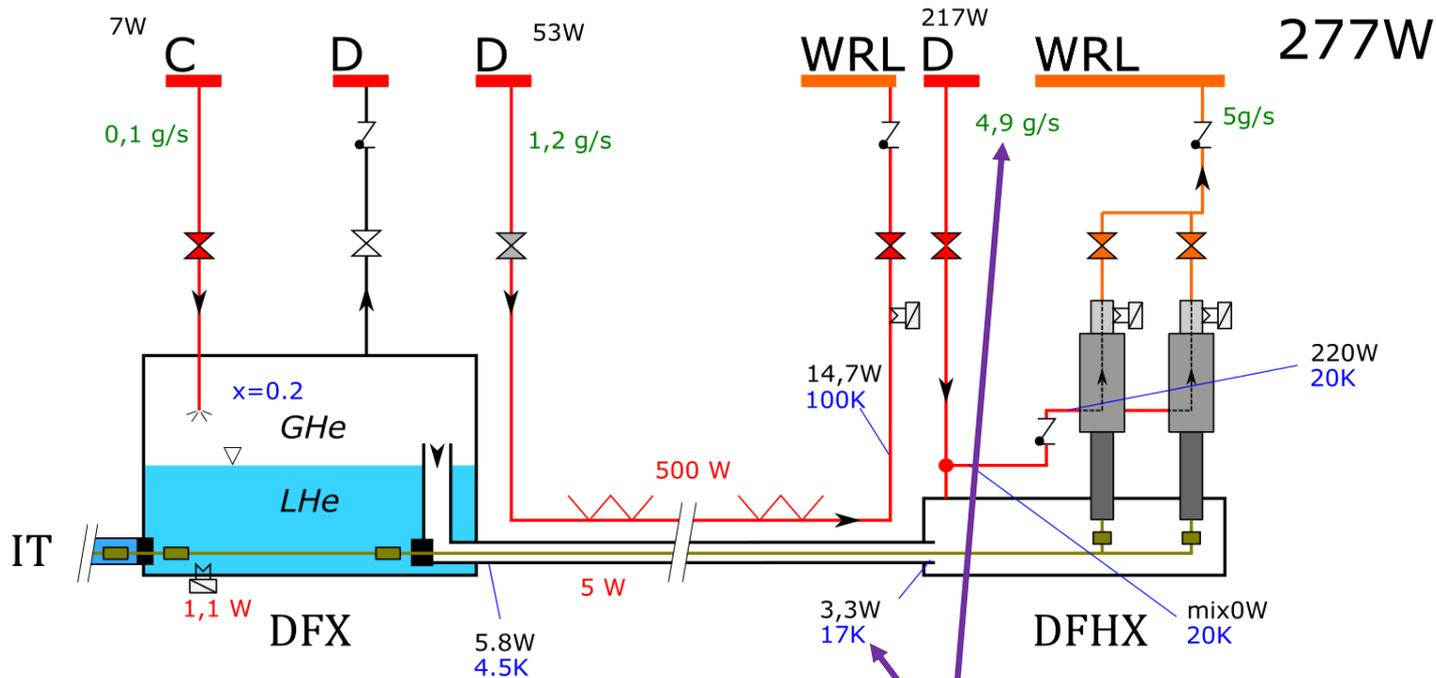 7W
C
D
D
53W
WRL
217W
D
WRL
277W
0,1 g/s
1,2 g/s
4,9 g/s
5g/s
x=0.2
GHe
LHe
500 W
14,7W
100K
220W
20K
IT
1,1 W
DFX
5.8W
4.5K
5 W
3,3W
17K
DFHX
mix0W
20K